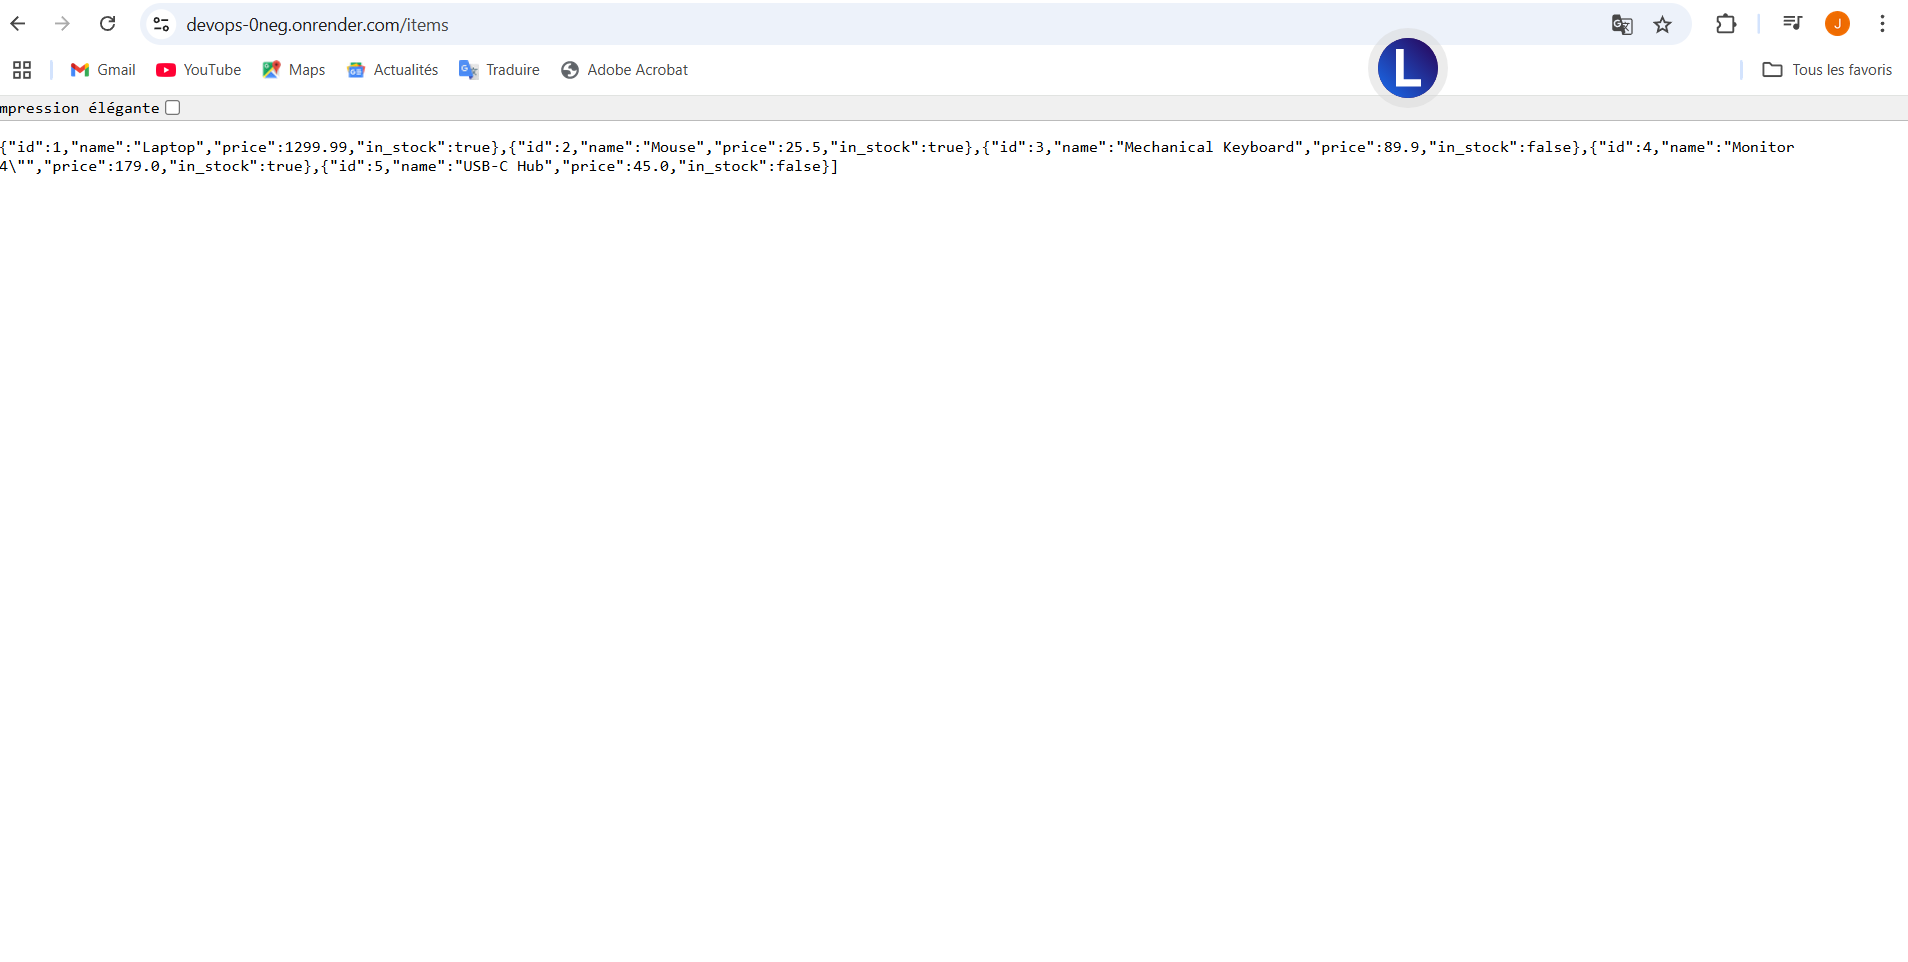 devops-0neg.onrender.com/items
J
Gmail YouTube Maps Actualités Traduire Adobe Acrobat L Tous les favoris
mpression élégante
{"id":1,"name":"Laptop","price":1299.99,"in_stock":true},{"id":2,"name":"Mouse","price":25.5,"in_stock":true},{"id":3,"name":"Mechanical Keyboard","price":89.9,"in_stock":false},{"id":4,"name":"Monitor
4\"","price":179.0,"in_stock":true},{"id":5,"name":"USB-C Hub","price":45.0,"in_stock":false}]